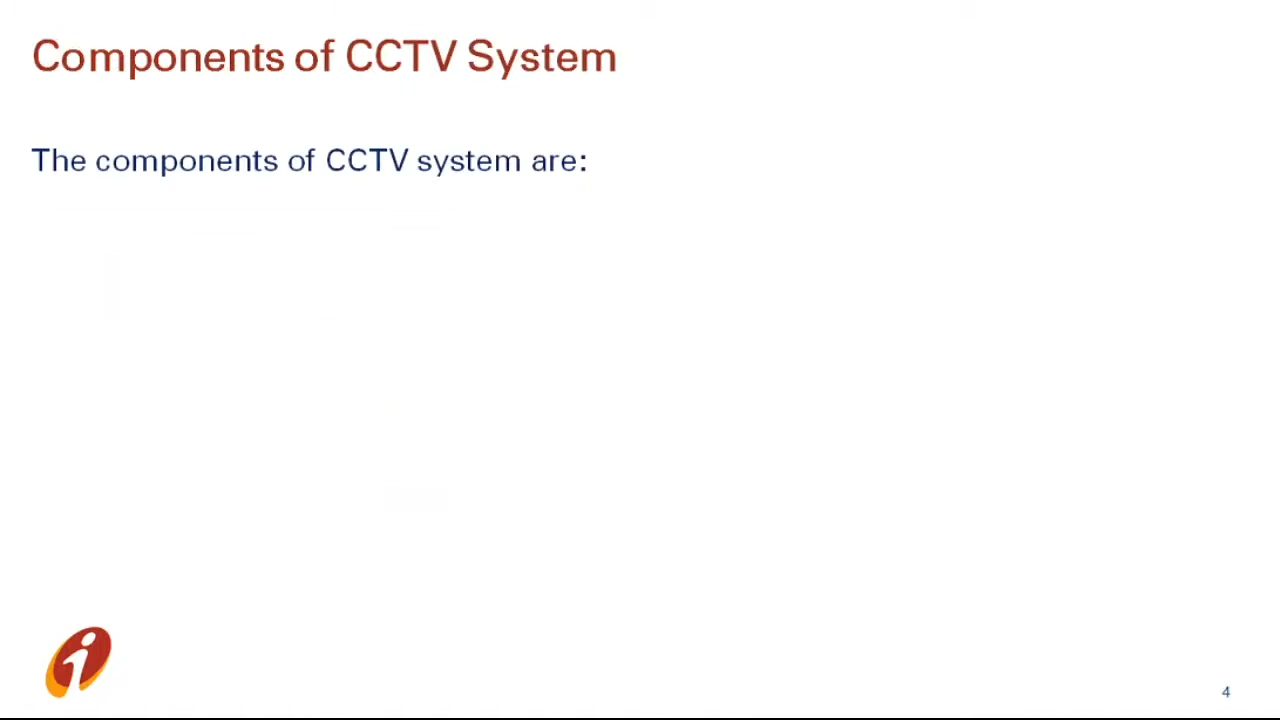 Components of CCTV System
The components of CCTV system are:
4